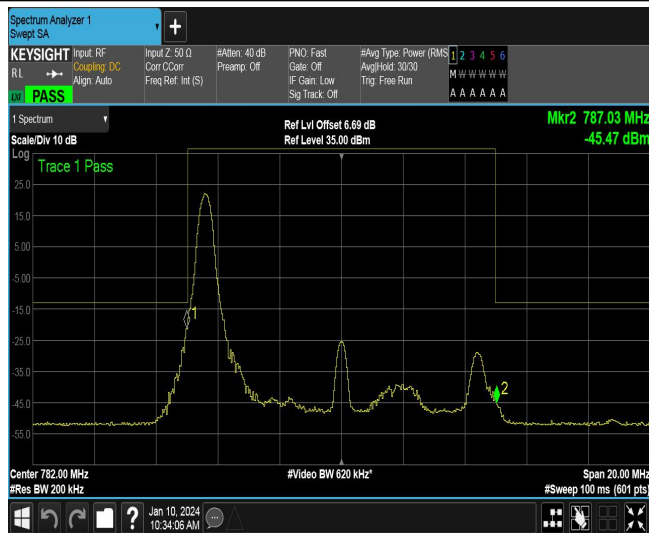 Spectrum Analyzer 1
Swept SA
+
KEYSIGHT
RL
LXI PASS
Input: RF
Coupling: DC
Align: Auto
Input Z: 50 Ω
Corr CCorr
Freq Ref: Int (S)
#Atten: 40 dB
Preamp: Off
PNO: Fast
Gate: Off
IF Gain: Low
Sig Track: Off
#Avg Type: Power (RMS
Avg|Hold: 30/30
Trig: Free Run
1 2 3 4 5 6
M W W W W W
A A A A A A
1 Spectrum
Scale/Div 10 dB
Log
Ref Lvl Offset 6.69 dB
Ref Level 35.00 dBm
Mkr2 787.03 MHz
-45.47 dBm
Trace 1 Pass
25.0
15.0
5.00
-5.00
-15.0
-25.0
-35.0
-45.0
-55.0
1
2
Center 782.00 MHz
#Res BW 200 kHz
#Video BW 620 kHz*
Span 20.00 MHz
#Sweep 100 ms (601 pts)
?
Jan 10, 2024
10:34:06 AM